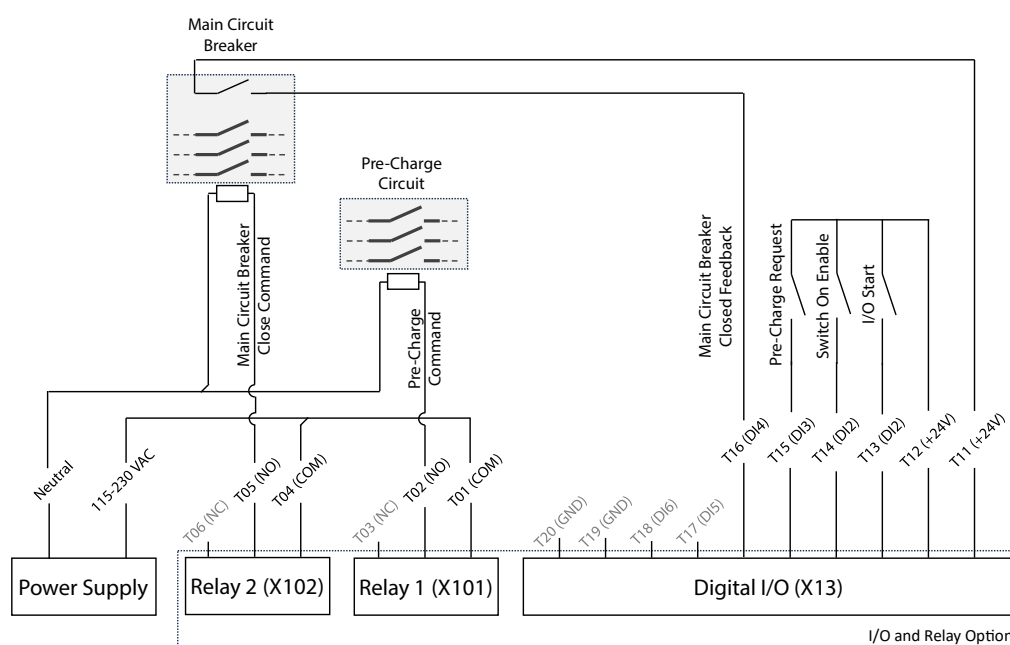 Main Circuit
Breaker
Pre-Charge
Circuit
Main Circuit Breaker
Close Command
Pre-Charge
Command
Main Circuit Breaker
Closed Feedback
Pre-Charge Request
Switch On Enable
I/O Start
Neutral
115-230 VAC
T06 (NC)
T05 (NO)
T04 (COM)
T03 (NC)
T02 (NO)
T01 (COM)
T20 (GND)
T19 (GND)
T18 (DI6)
T17 (DI5)
T16 (DI4)
T15 (DI3)
T14 (DI2)
T13 (DI2)
T12 (+24V)
T11 (+24V)
Power Supply
Relay 2 (X102)
Relay 1 (X101)
Digital I/O (X13)
I/O and Relay Option